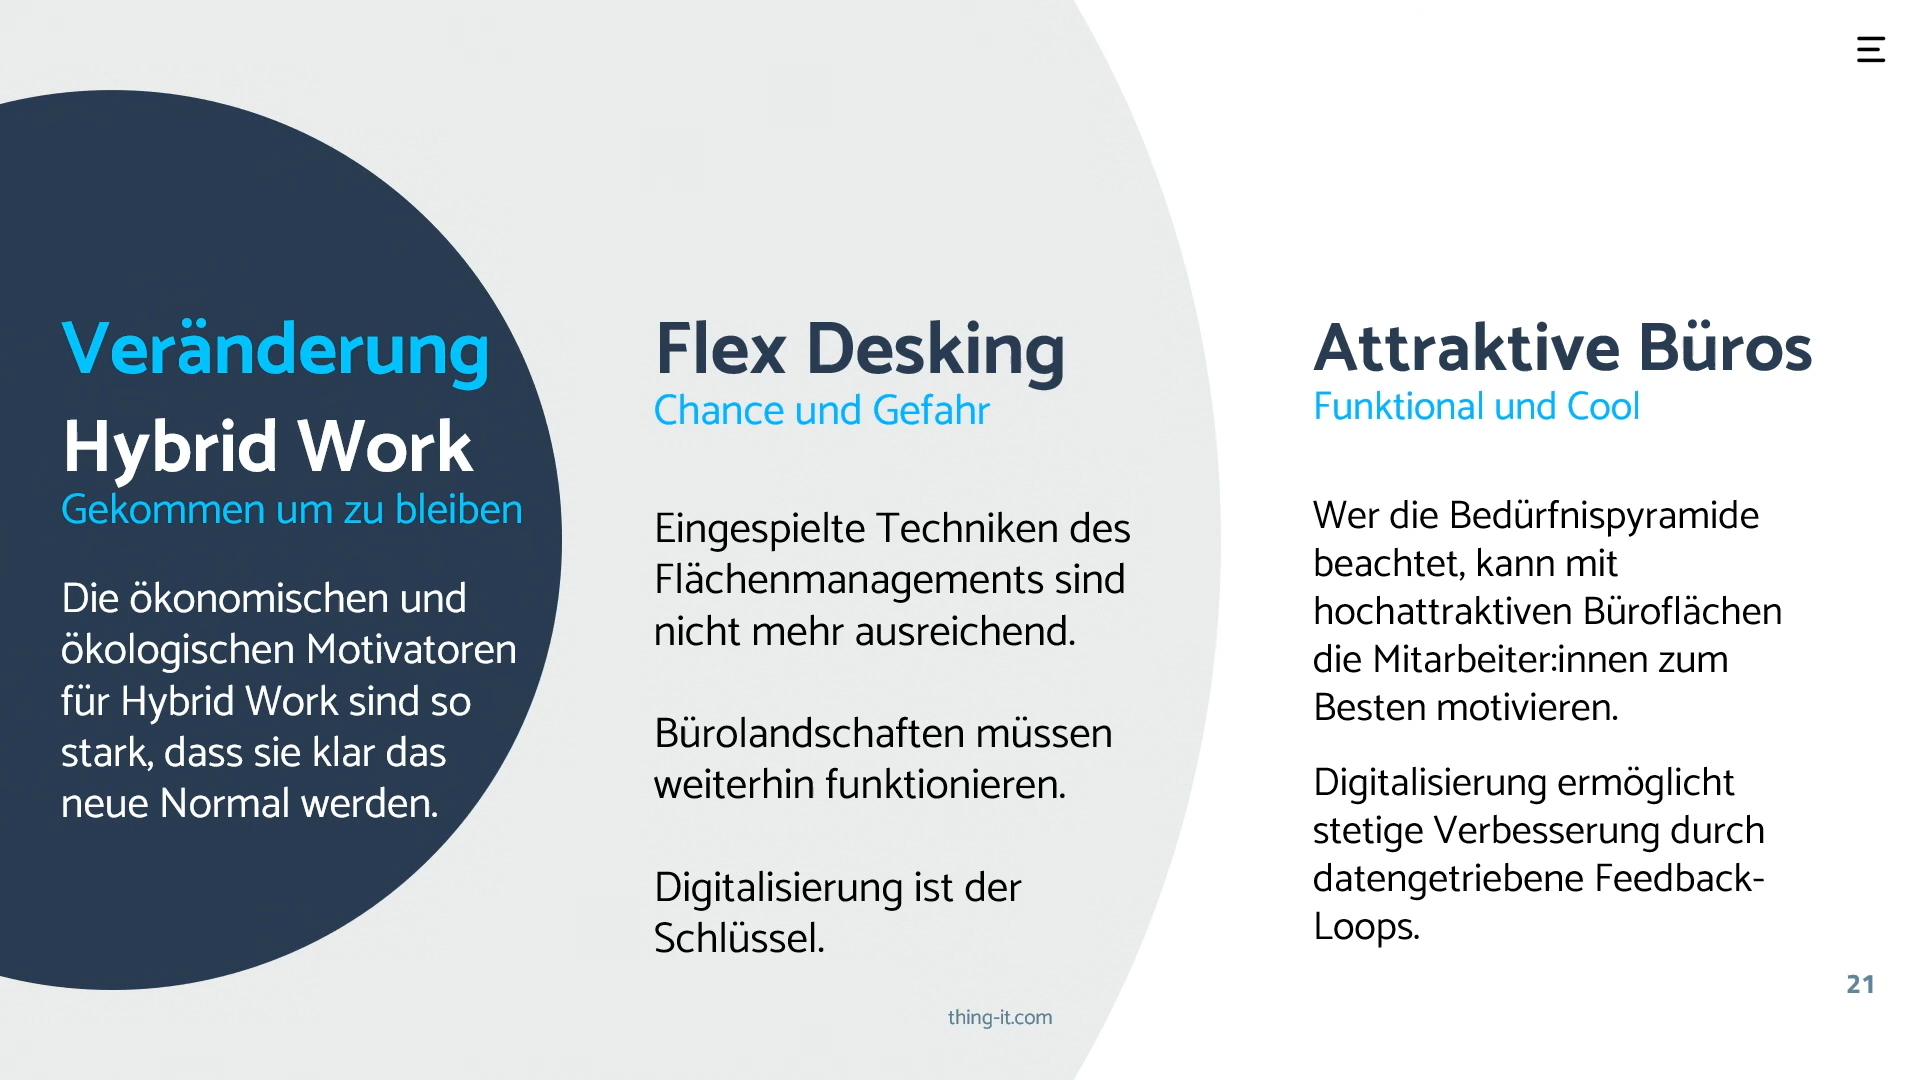 Veränderung
Hybrid Work
Gekommen um zu bleiben
Die ökonomischen und
ökologischen Motivatoren
für Hybrid Work sind so
stark, dass sie klar das
neue Normal werden.
Flex Desking
Chance und Gefahr
Eingespielte Techniken des
Flächenmanagements sind
nicht mehr ausreichend.
Bürolandschaften müssen
weiterhin funktionieren.
Digitalisierung ist der
Schlüssel.
Attraktive Büros
Funktional und Cool
Wer die Bedürfnispyramide
beachtet, kann mit
hochattraktiven Büroflächen
die Mitarbeiter:innen zum
Besten motivieren.
Digitalisierung ermöglicht
stetige Verbesserung durch
datengetriebene Feedback-
Loops.
21
thing-it.com